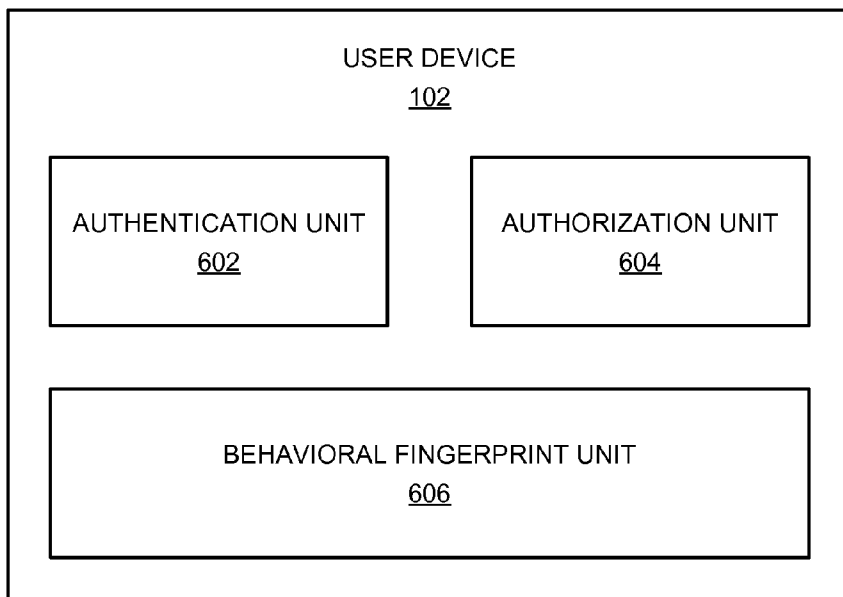 USER DEVICE
102
AUTHENTICATION UNIT
602
AUTHORIZATION UNIT
604
BEHAVIORAL FINGERPRINT UNIT
606